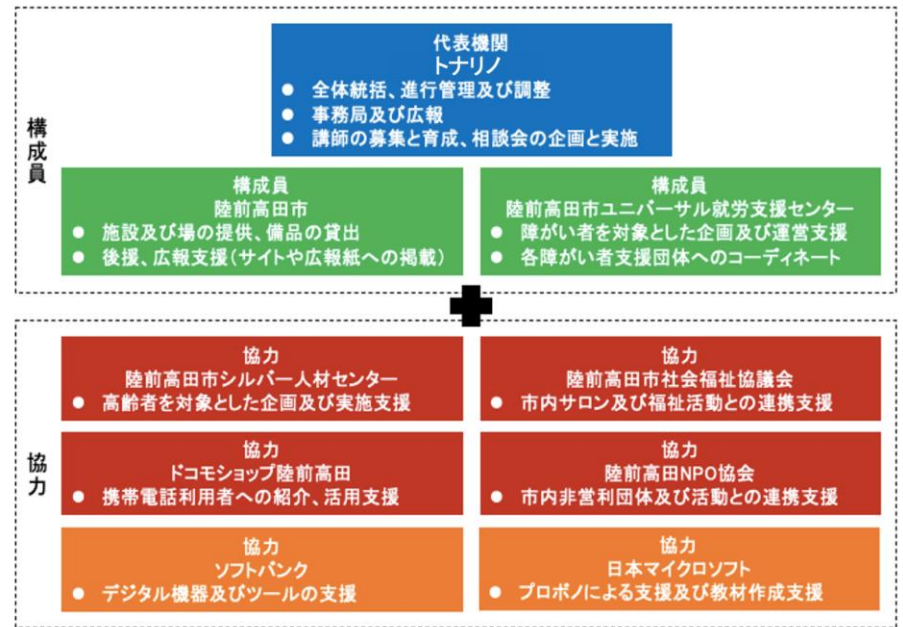 構成員
代表機関
トナリノ
● 全体統括、進行管理及び調整
● 事務局及び広報
● 講師の募集と育成、相談会の企画と実施
構成員
陸前高田市
● 施設及び場の提供、備品の貸出
● 後援、広報支援(サイトや広報紙への掲載)
構成員
陸前高田市ユニバーサル就労支援センター
● 障がい者を対象とした企画及び運営支援
● 各障がい者支援団体へのコーディネート
協力
協力
陸前高田市シルバー人材センター
● 高齢者を対象とした企画及び実施支援
協力
陸前高田市社会福祉協議会
● 市内サロン及び福祉活動との連携支援
協力
ドコモショップ陸前高田
● 携帯電話利用者への紹介、活用支援
協力
陸前高田NPO協会
● 市内非営利団体及び活動との連携支援
協力
ソフトバンク
● デジタル機器及びツールの支援
協力
日本マイクロソフト
● プロボノによる支援及び教材作成支援